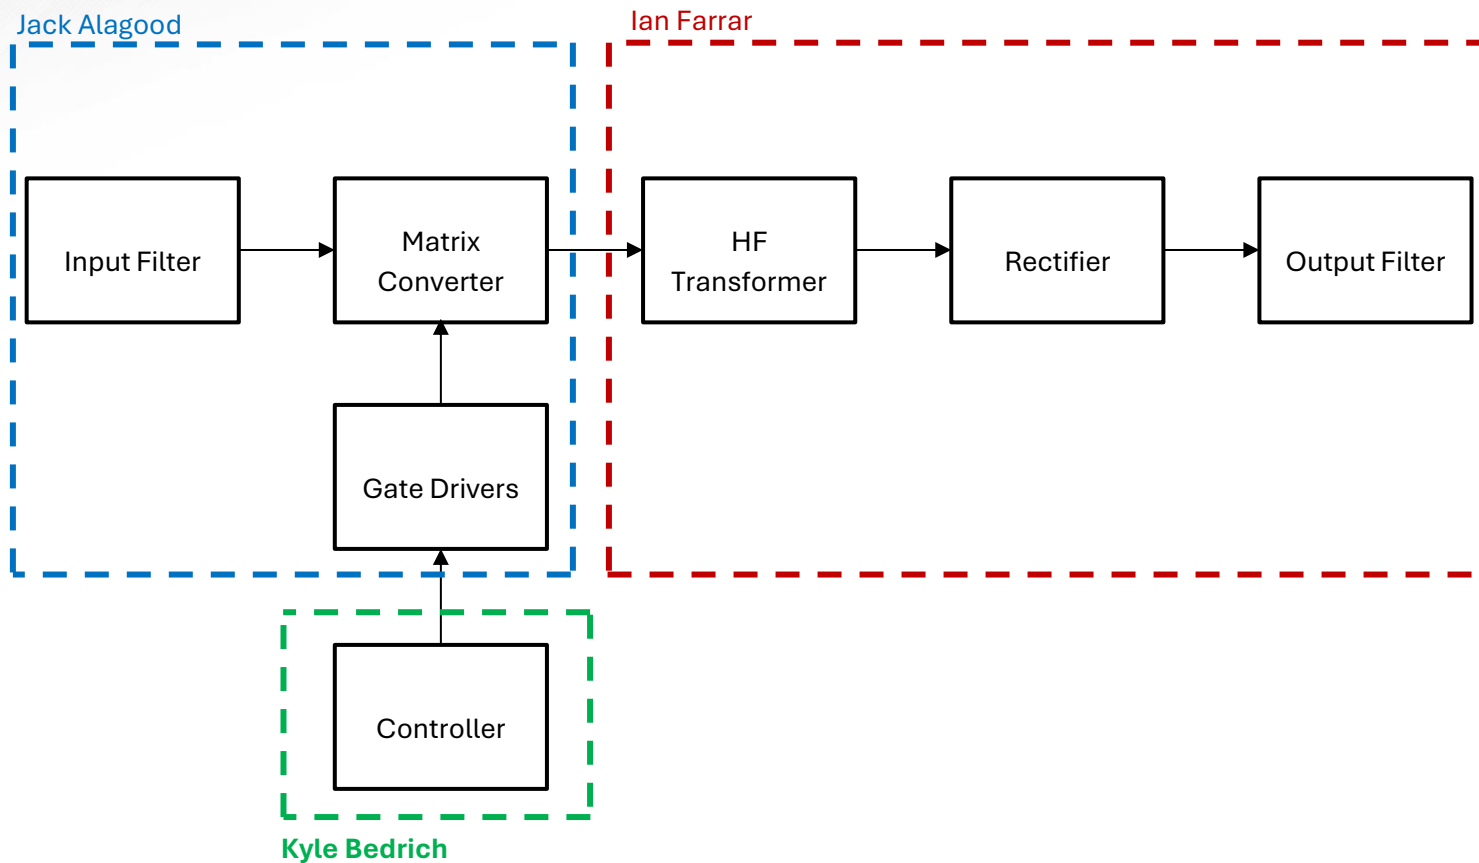 Jack Alagood
Ian Farrar
Input Filter
Matrix
Converter
HF
Transformer
Rectifier
Output Filter
Gate Drivers
Controller
Kyle Bedrich